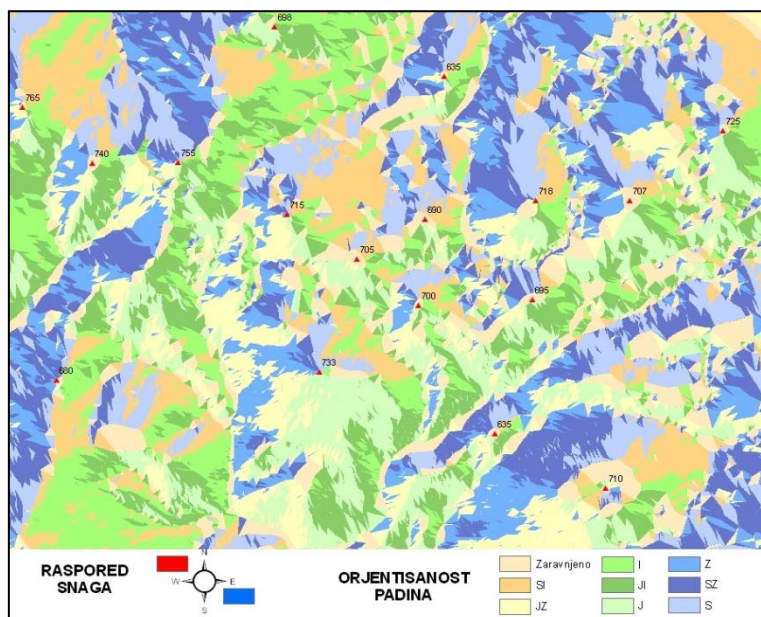 698
635
765
725
740
755
718
707
715
690
705
700
695
680
733
635
710
RASPORED SNAGA
N
W E
S
ORJENTISANOST PADINA
Zaravnjeno
SI
JZ
I
JI
J
Z
SZ
S